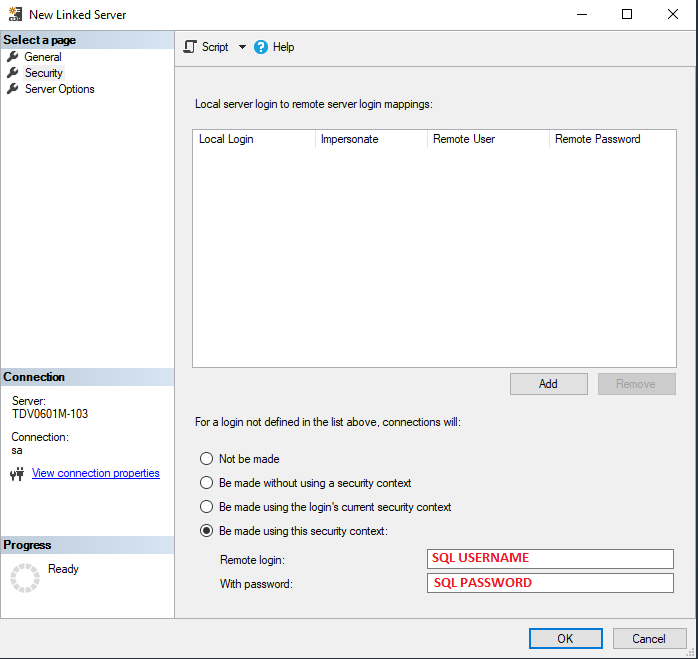 New Linked Server
Select a page
General
Security
Server Options
Script
Help
Local server login to remote server login mappings:
Local Login
Impersonate
Remote User
Remote Password
Add
Remove
For a login not defined in the list above, connections will:
Not be made
Be made without using a security context
Be made using the login's current security context
Be made using this security context:
Remote login:
SQL USERNAME
With password:
SQL PASSWORD
Connection
Server:
TDV0601M-103
Connection:
sa
View connection properties
Progress
Ready
OK
Cancel